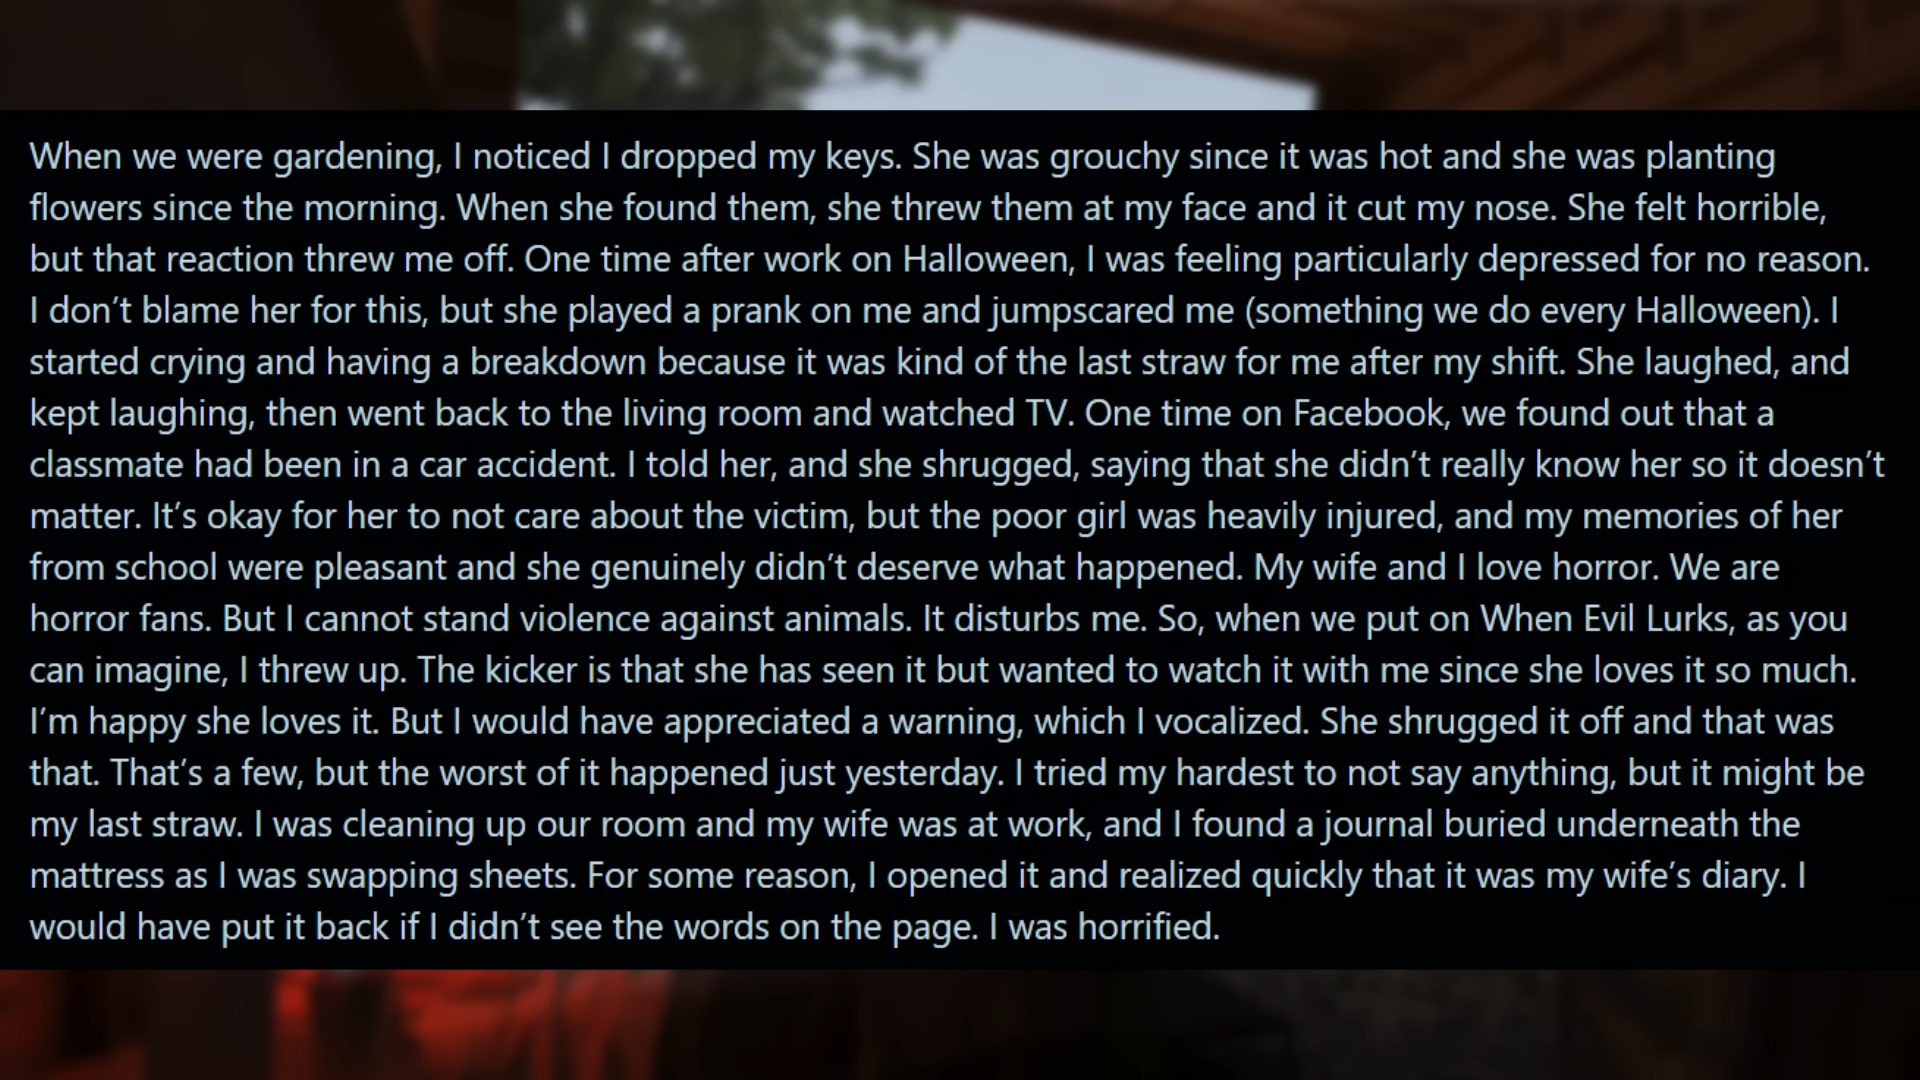 When we were gardening, I noticed I dropped my keys. She was grouchy since it was hot and she was planting
flowers since the morning. When she found them, she threw them at my face and it cut my nose. She felt horrible,
but that reaction threw me off. One time after work on Halloween, I was feeling particularly depressed for no reason.
I don’t blame her for this, but she played a prank on me and jumpscared me (something we do every Halloween). I
started crying and having a breakdown because it was kind of the last straw for me after my shift. She laughed, and
kept laughing, then went back to the living room and watched TV. One time on Facebook, we found out that a
classmate had been in a car accident. I told her, and she shrugged, saying that she didn’t really know her so it doesn’t
matter. It’s okay for her to not care about the victim, but the poor girl was heavily injured, and my memories of her
from school were pleasant and she genuinely didn’t deserve what happened. My wife and I love horror. We are
horror fans. But I cannot stand violence against animals. It disturbs me. So, when we put on When Evil Lurks, as you
can imagine, I threw up. The kicker is that she has seen it but wanted to watch it with me since she loves it so much.
I’m happy she loves it. But I would have appreciated a warning, which I vocalized. She shrugged it off and that was
that. That’s a few, but the worst of it happened just yesterday. I tried my hardest to not say anything, but it might be
my last straw. I was cleaning up our room and my wife was at work, and I found a journal buried underneath the
mattress as I was swapping sheets. For some reason, I opened it and realized quickly that it was my wife’s diary. I
would have put it back if I didn’t see the words on the page. I was horrified.